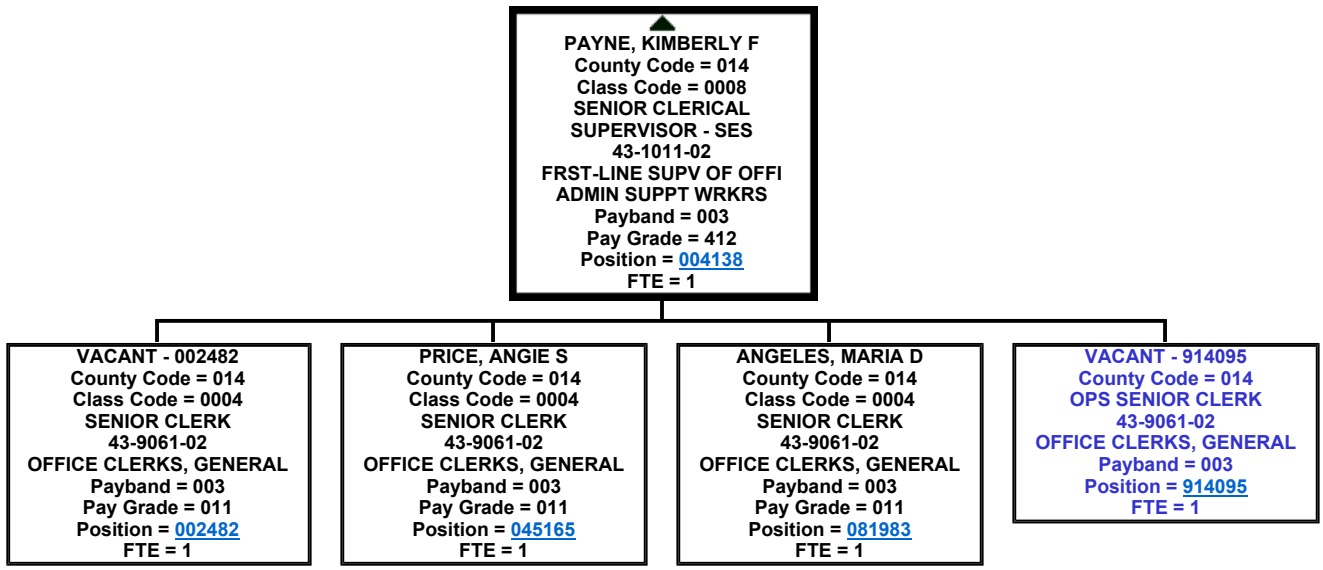 PAYNE, KIMBERLY F
County Code = 014
Class Code = 0008
SENIOR CLERICAL
SUPERVISOR - SES
43-1011-02
FRST-LINE SUPV OF OFFI
ADMIN SUPPT WRKRS
Payband = 003
Pay Grade = 412
Position = 004138
FTE = 1
VACANT - 002482
County Code = 014
Class Code = 0004
SENIOR CLERK
43-9061-02
OFFICE CLERKS, GENERAL
Payband = 003
Pay Grade = 011
Position = 002482
FTE = 1
PRICE, ANGIE S
County Code = 014
Class Code = 0004
SENIOR CLERK
43-9061-02
OFFICE CLERKS, GENERAL
Payband = 003
Pay Grade = 011
Position = 045165
FTE = 1
ANGELES, MARIA D
County Code = 014
Class Code = 0004
SENIOR CLERK
43-9061-02
OFFICE CLERKS, GENERAL
Payband = 003
Pay Grade = 011
Position = 081983
FTE = 1
VACANT - 914095
County Code = 014
OPS SENIOR CLERK
43-9061-02
OFFICE CLERKS, GENERAL
Payband = 003
Position = 914095
FTE = 1